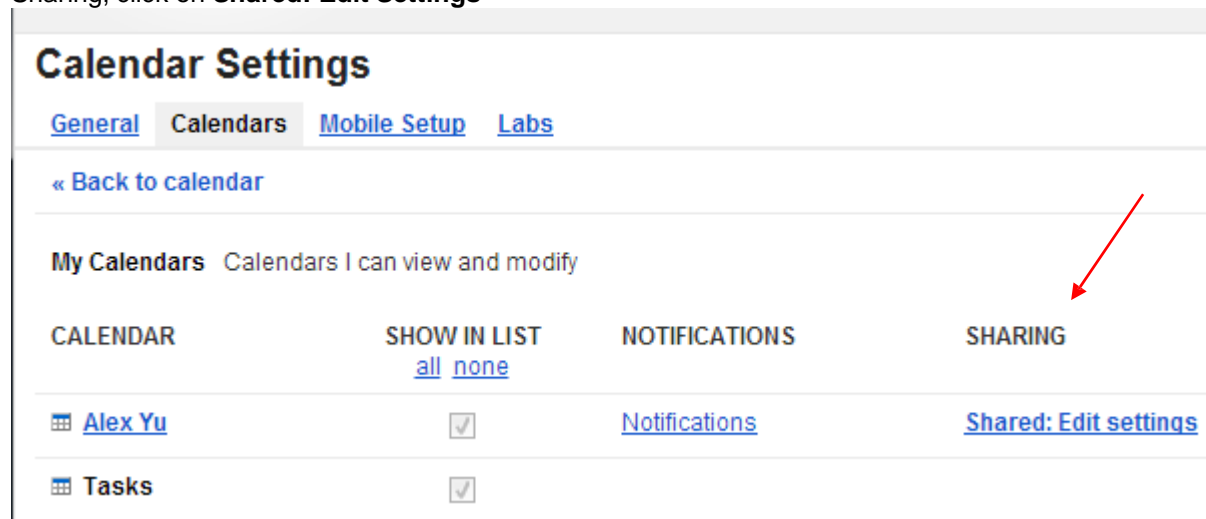 Sharing, click on Shared: Edit Settings
Calendar Settings
General Calendars Mobile Setup Labs
« Back to calendar
My Calendars Calendars I can view and modify
CALENDAR SHOW IN LIST NOTIFICATIONS SHARING
all none
Alex Yu Notifications Shared: Edit settings
Tasks